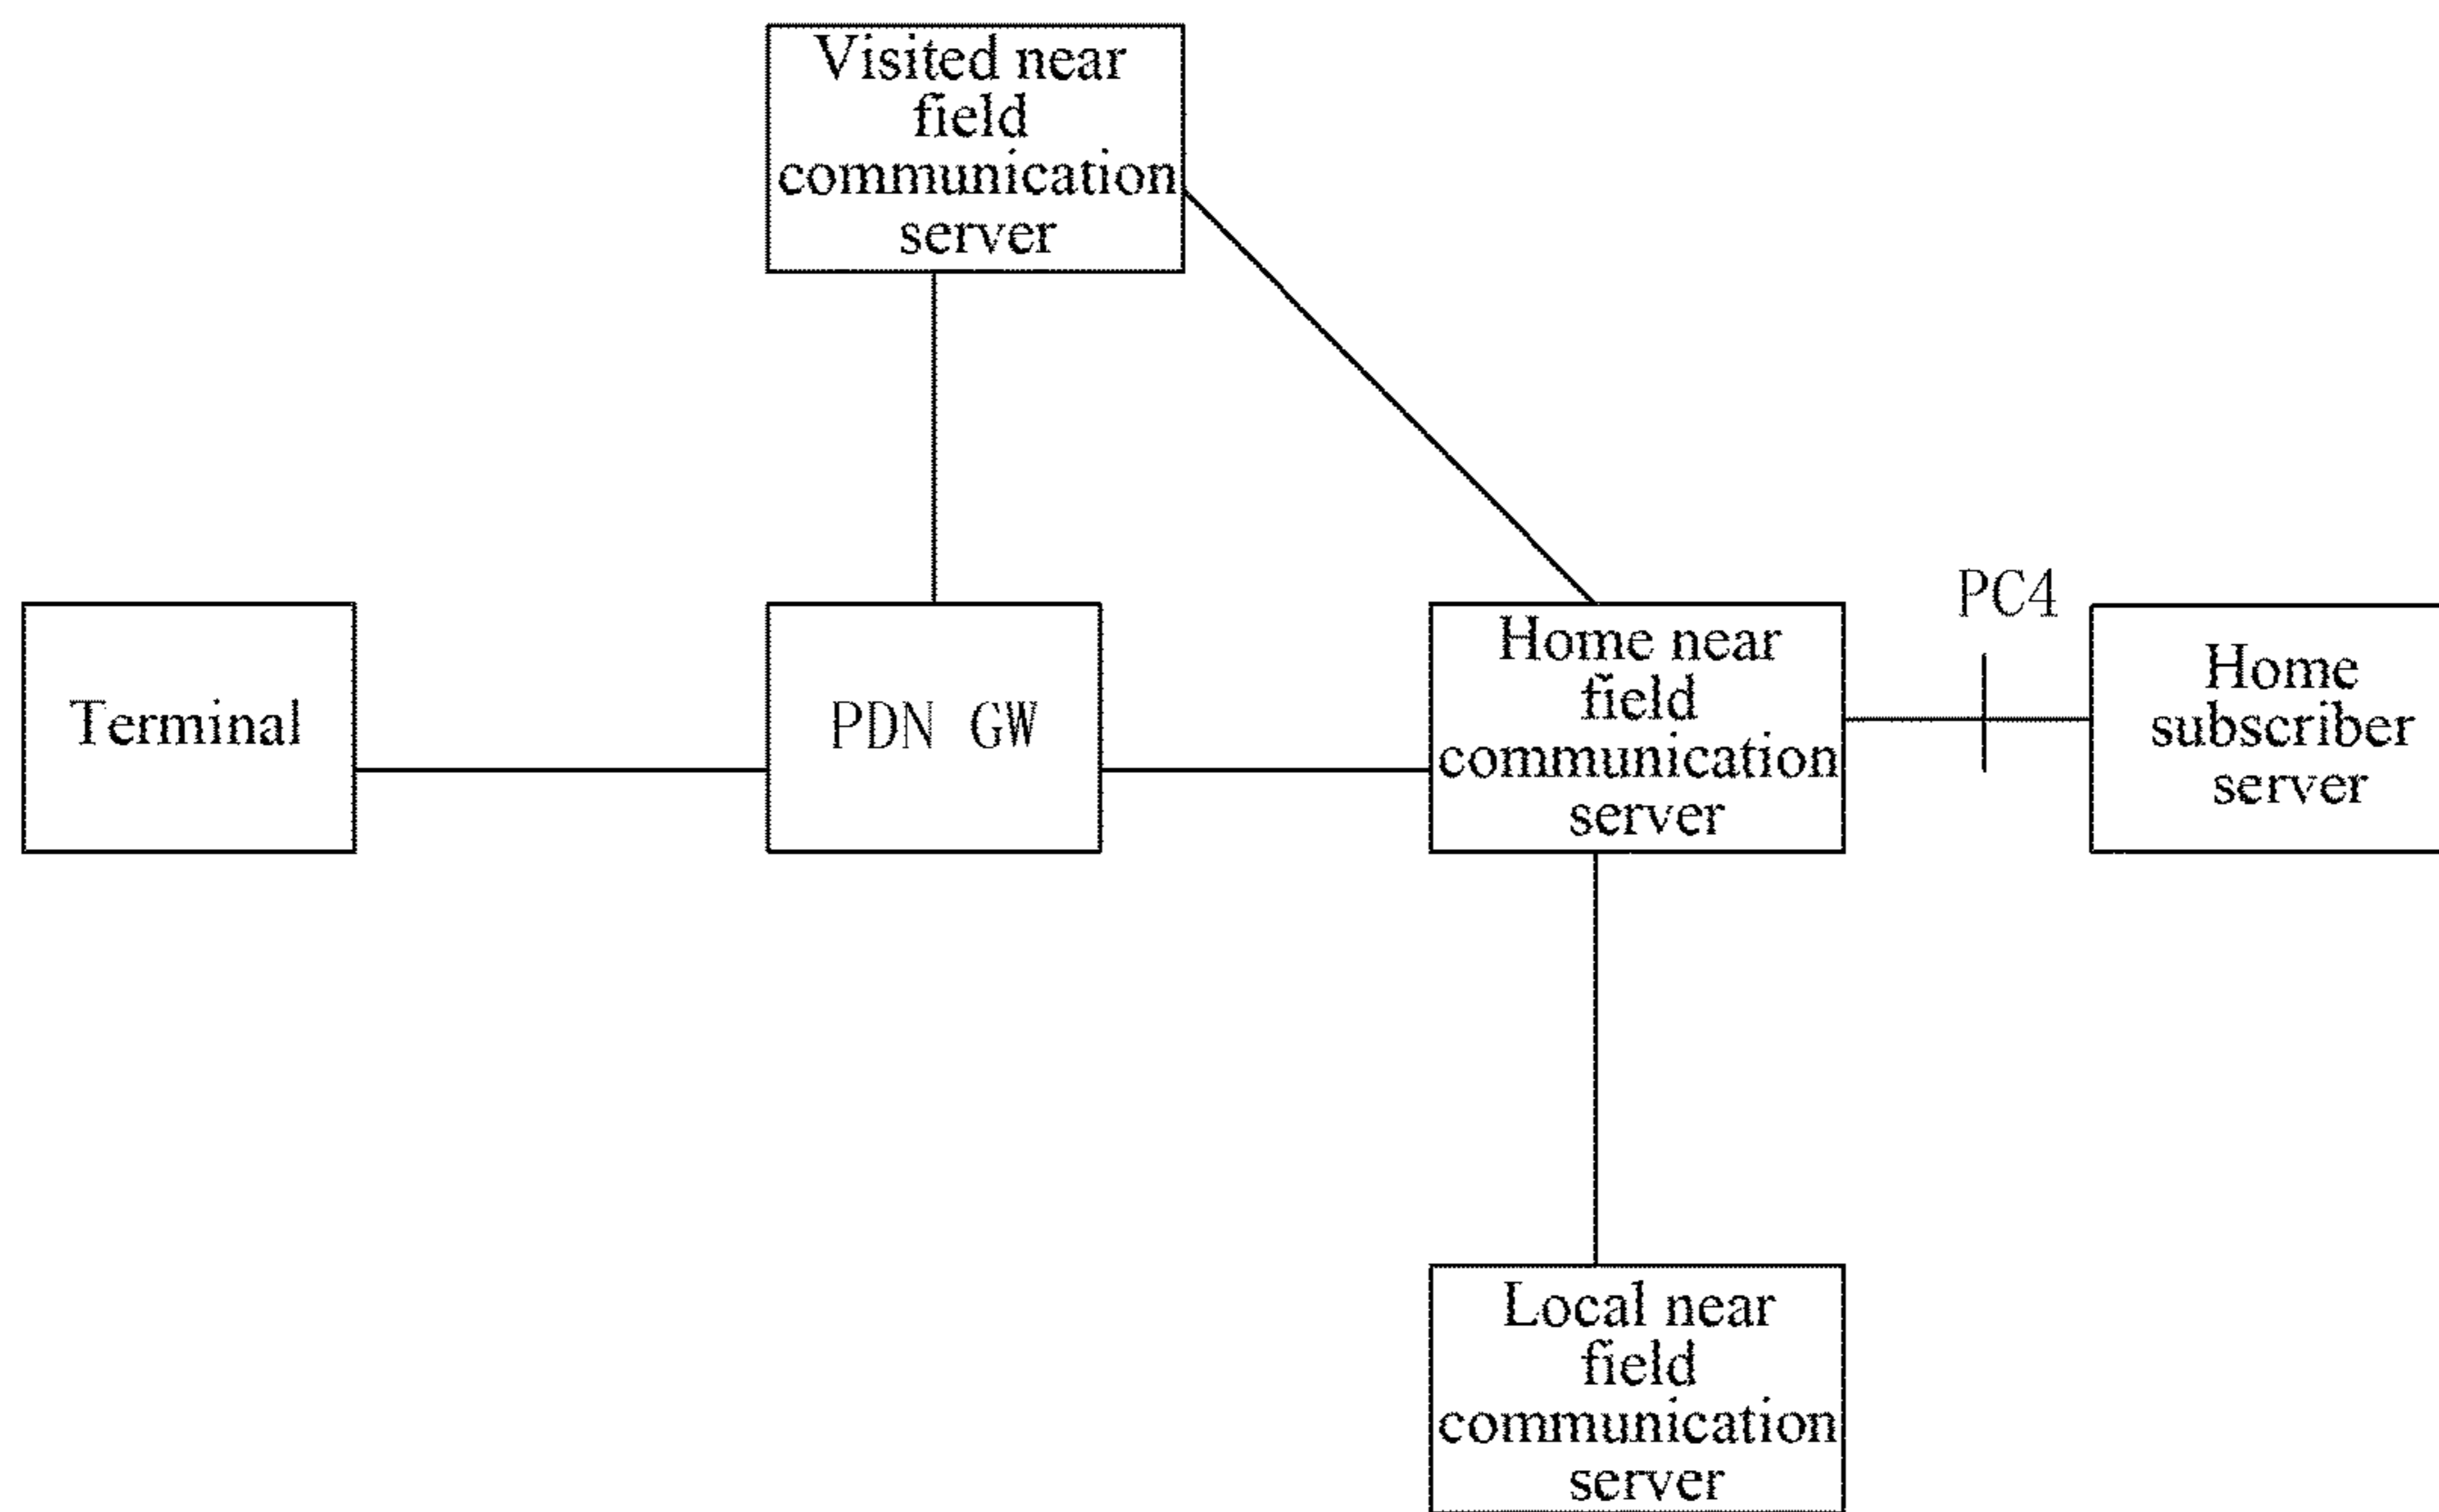 Visited near
field
communication
server
Terminal
PDN GW
Home near
field
communication
server
PC4
Home
subscriber
server
Local near
field
communication
server